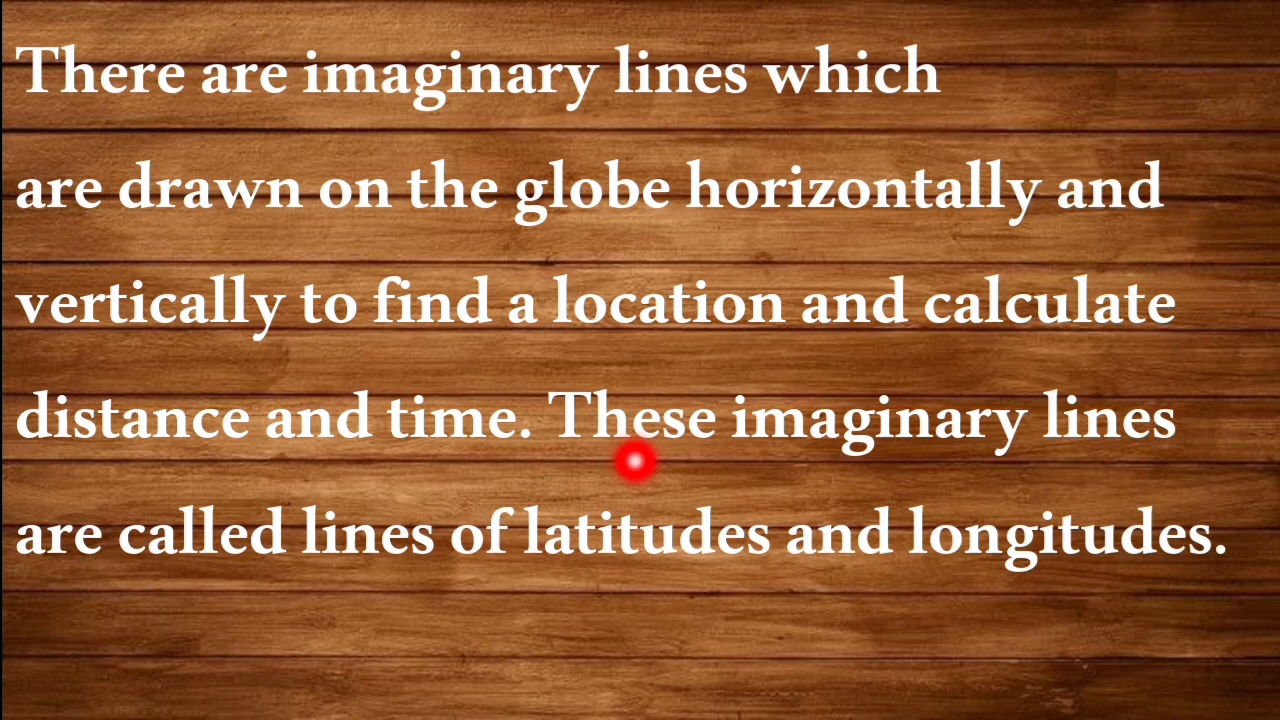 There are imaginary lines which
are drawn on the globe horizontally and
vertically to find a location and calculate
distance and time. These imaginary lines
are called lines of latitudes and longitudes.